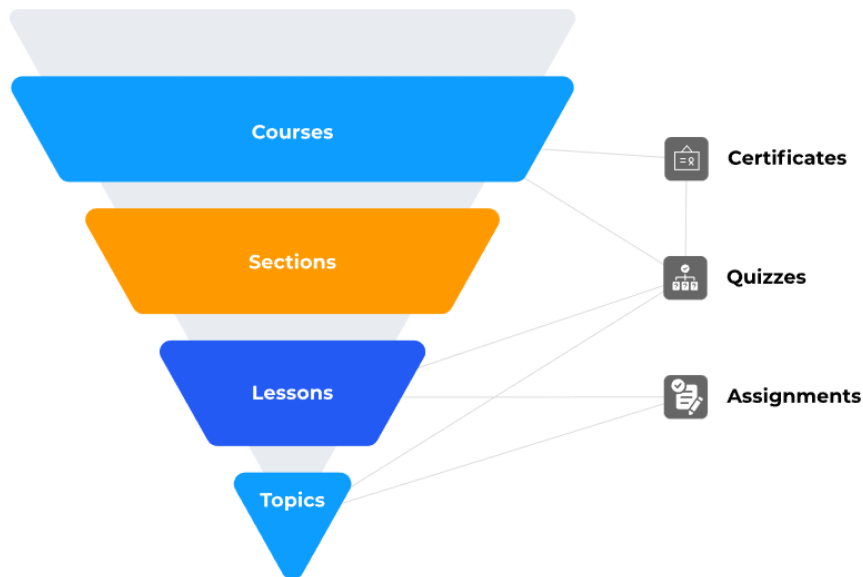 Courses
Certificates
Sections
Quizzes
Lessons
Assignments
Topics